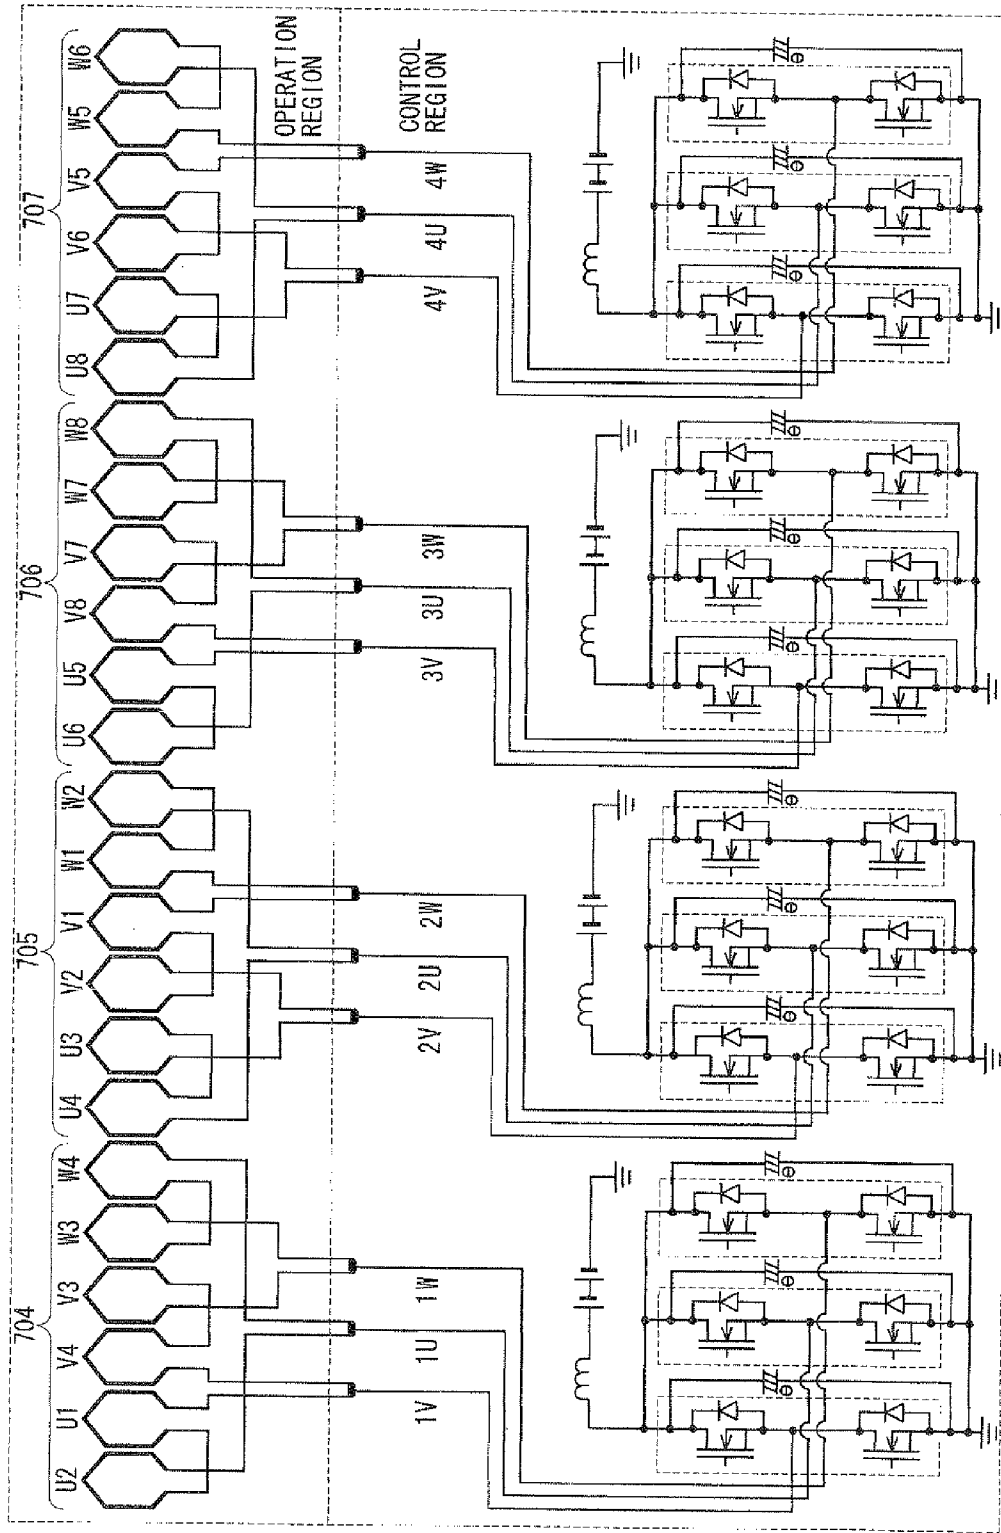 704
705
706
707
U2 U1 V4 V3 W3 W4 U4 U3 V2 V1 W1 W2 U6 U5 V8 V7 W7 W8 U8 U7 V6 V5 W5 W6
OPERATION
REGION
CONTROL
REGION
1V 1U 1W 2V 2U 2W 3V 3U 3W 4V 4U 4W